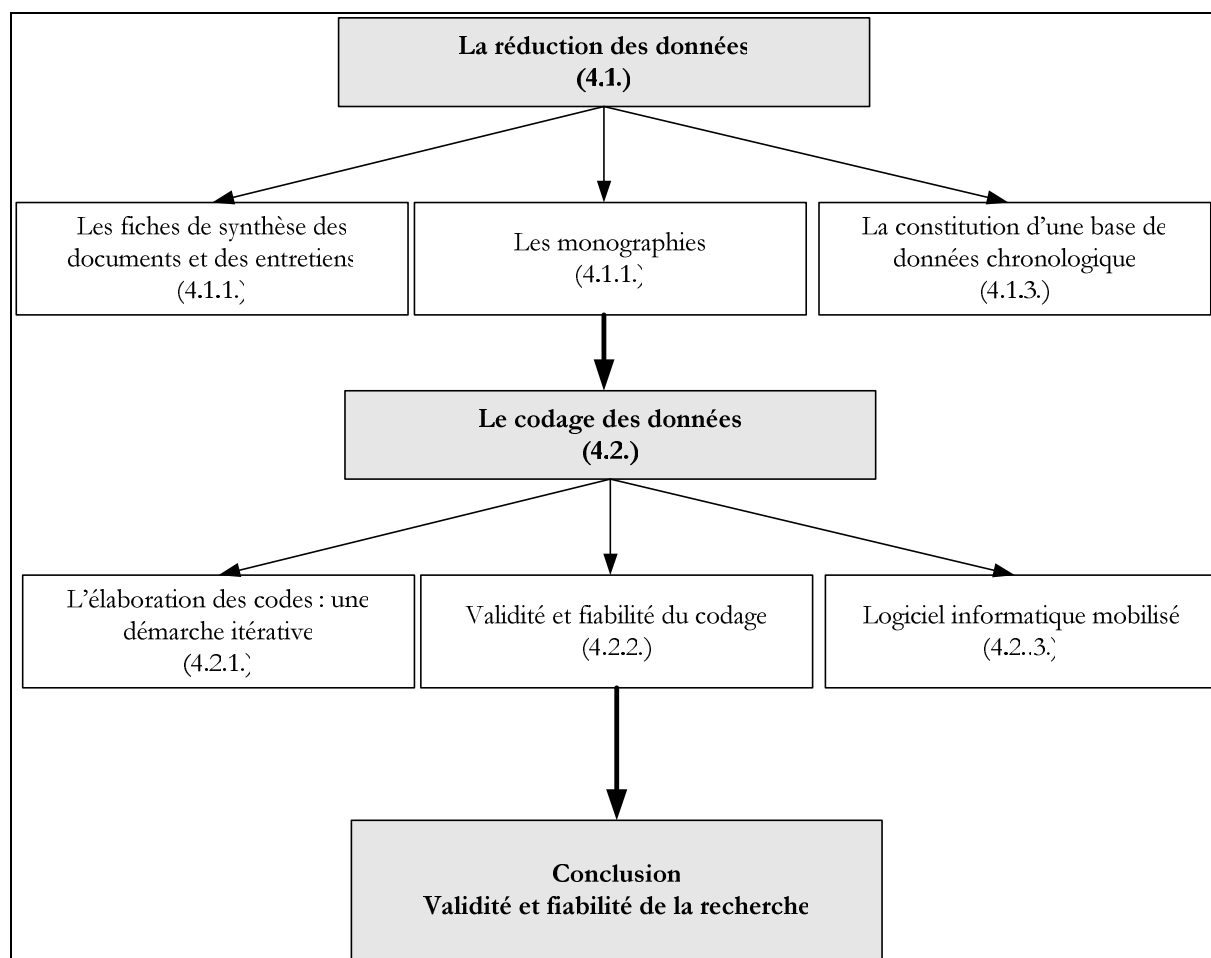 La réduction des données
(4.1.)
Les fiches de synthèse des
documents et des entretiens
(4.1.1.)
Les monographies
(4.1.1.)
La constitution d’une base de
données chronologique
(4.1.3.)
Le codage des données
(4.2.)
L’élaboration des codes : une
démarche itérative
(4.2.1.)
Validité et fiabilité du codage
(4.2.2.)
Logiciel informatique mobilisé
(4.2..3.)
Conclusion
Validité et fiabilité de la recherche